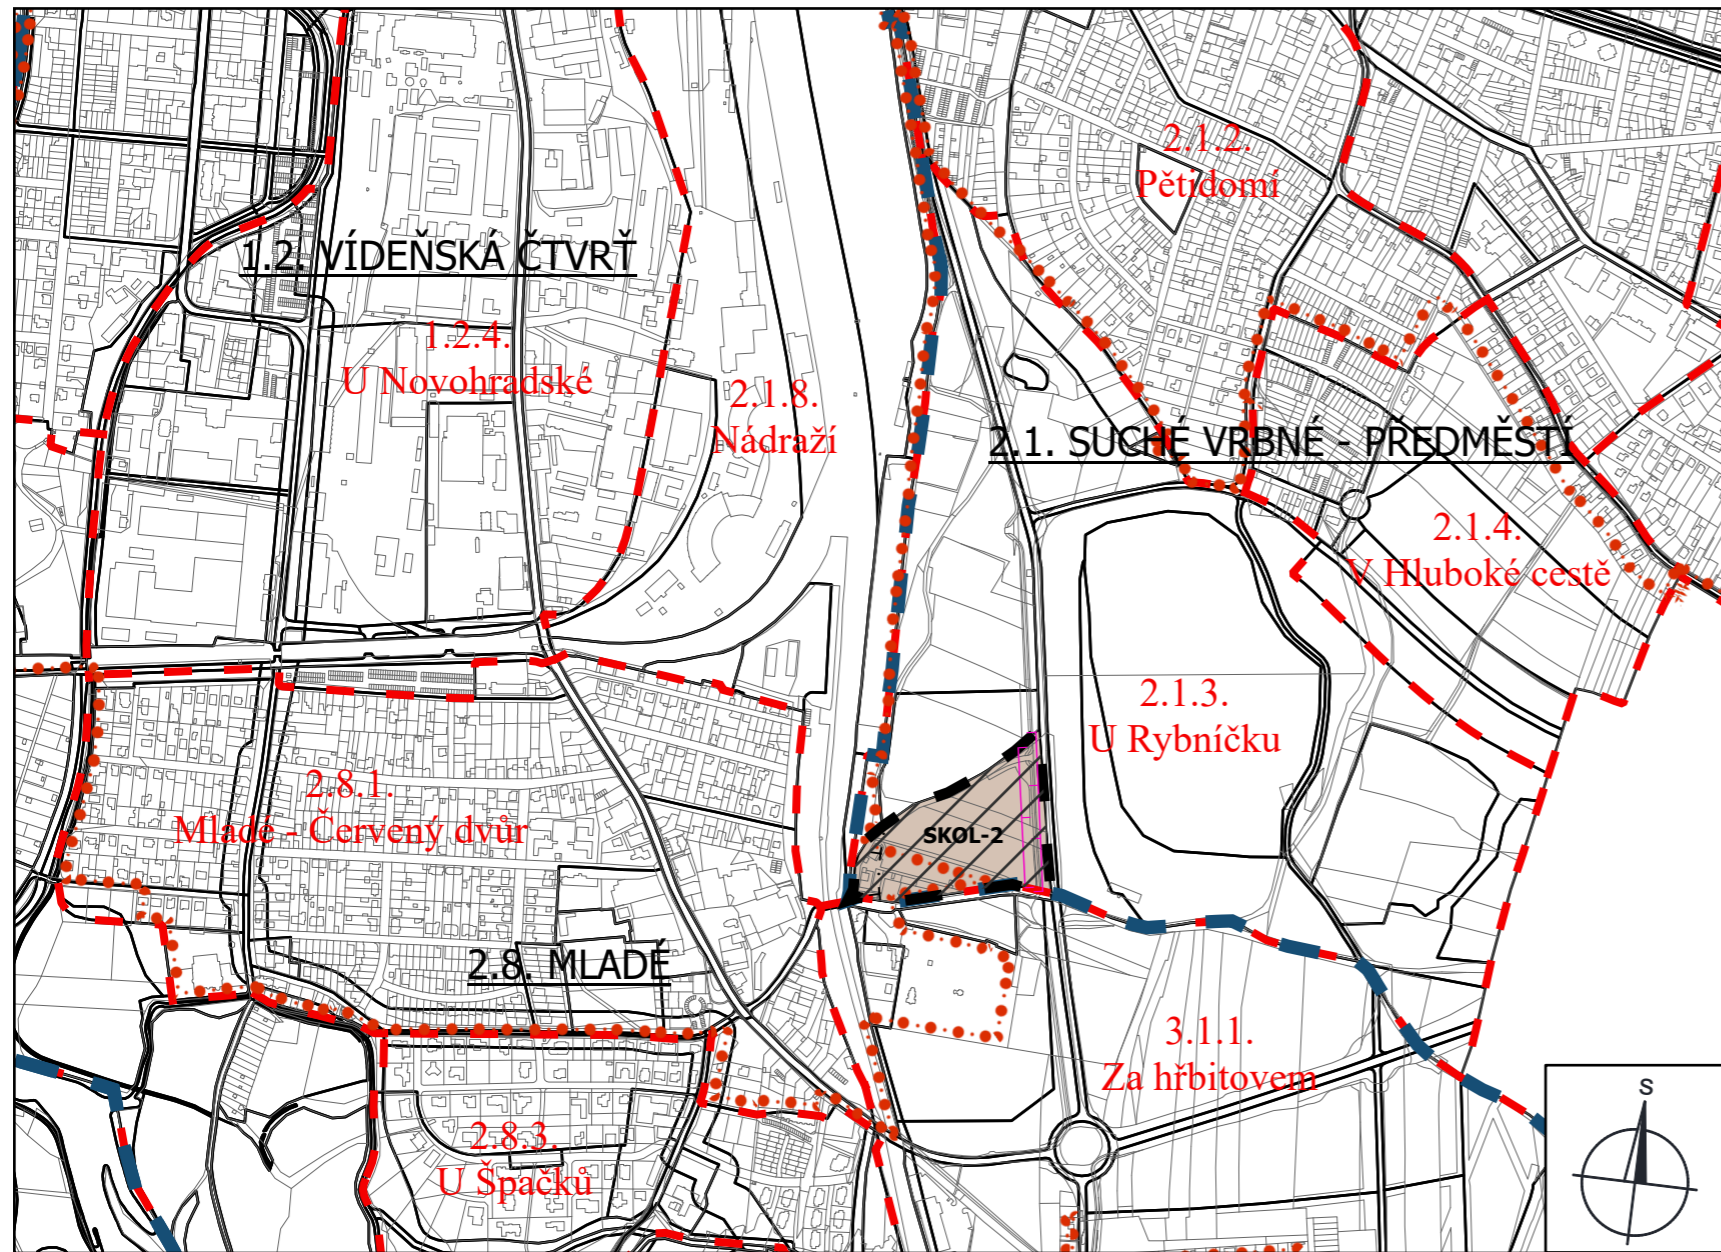 2.1.2.
Pětidomí
1.2. VÍDEŇSKÁ ČTVRŤ
1.2.4.
U Novohradské
2.1.8.
Nádraží
2.1. SUCHÉ VRBNÉ - PŘEDMĚSTÍ
2.1.4.
V Hluboké cestě
2.1.3.
U Rybníčku
2.8.1.
Mladé - Červený dvůr
SKOL-2
2.8. MLADÉ
3.1.1.
Za hřbitovem
2.8.3.
U Špačků
S